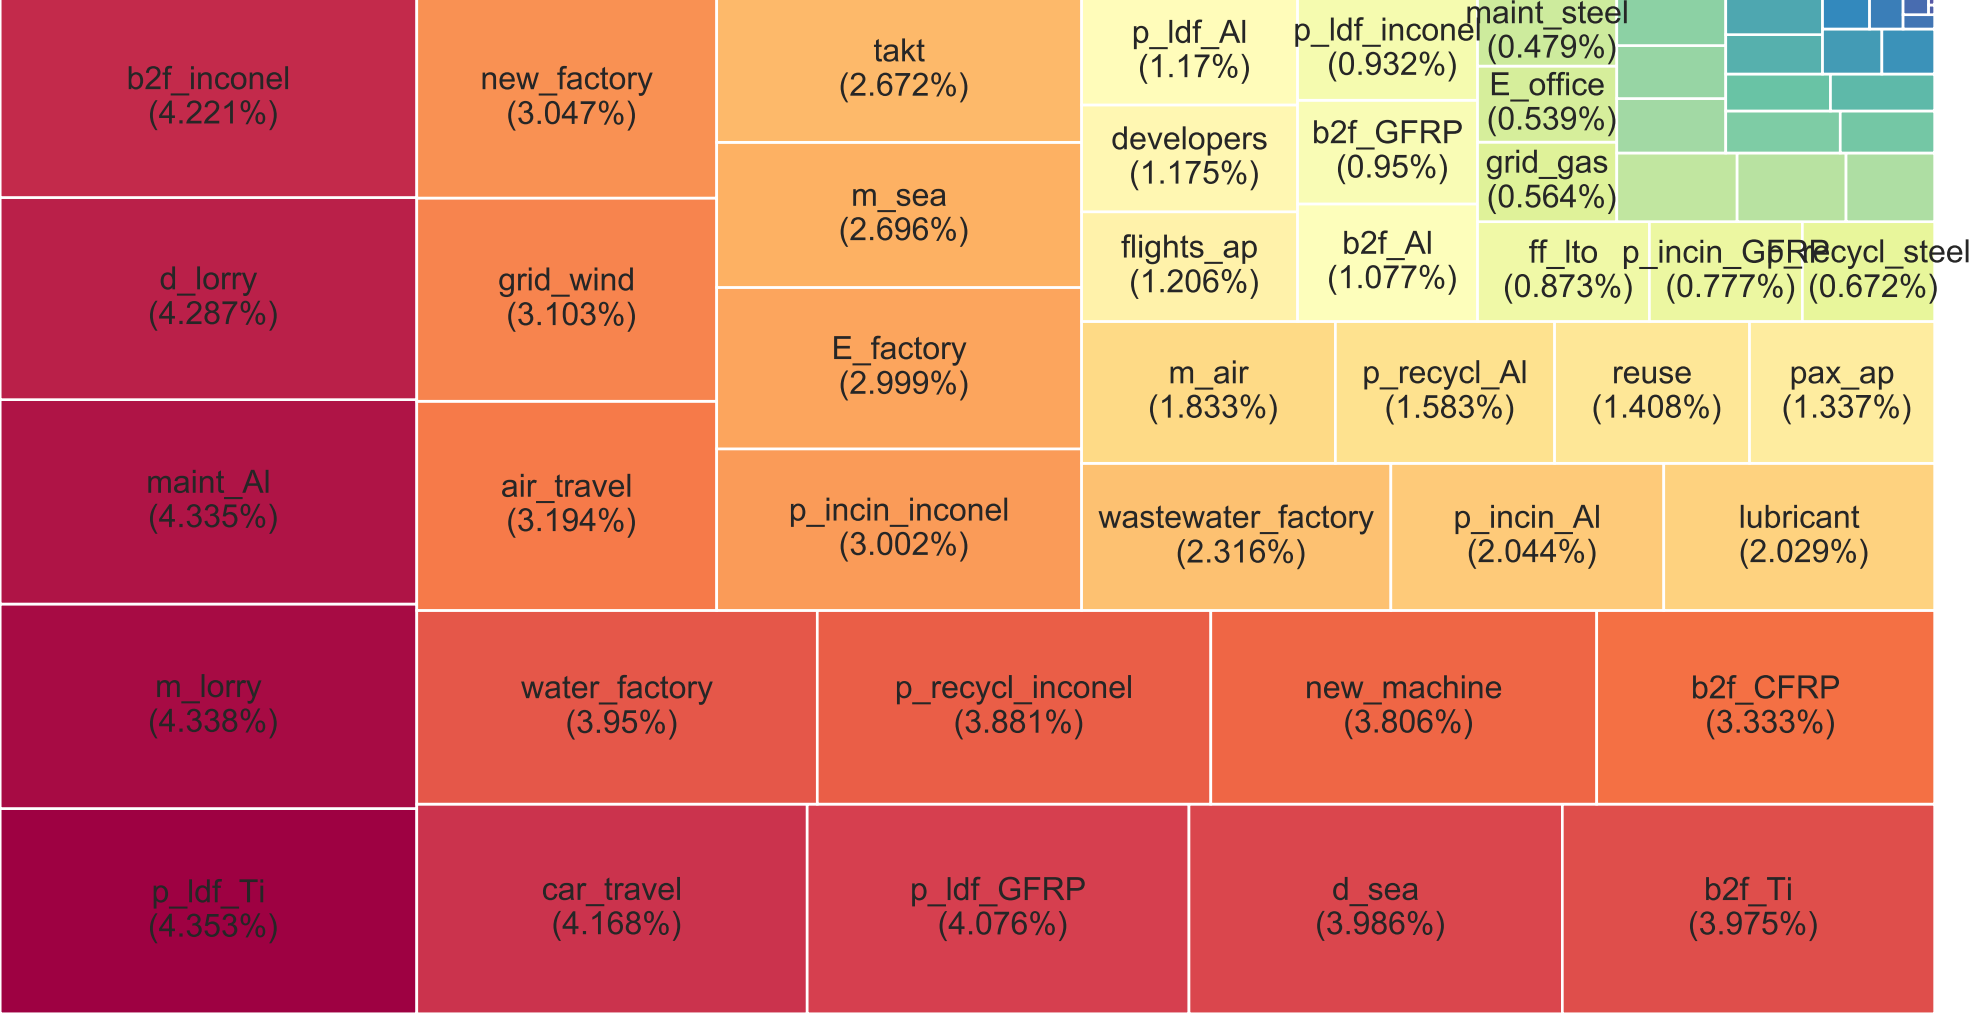 b2f_inconel
(4.221%)
new_factory
(3.047%)
takt
(2.672%)
p_ldf_Al
(1.17%)
p_ldf_inconel
(0.932%)
maint_steel
(0.479%)
E_office
(0.539%)
developers
(1.175%)
b2f_GFRP
(0.95%)
grid_gas
(0.564%)
d_lorry
(4.287%)
grid_wind
(3.103%)
m_sea
(2.696%)
flights_ap
(1.206%)
b2f_Al
(1.077%)
ff_lto
(0.873%)
p_incin_GFRP
(0.777%)
p_recycl_steel
(0.672%)
E_factory
(2.999%)
m_air
(1.833%)
p_recycl_Al
(1.583%)
reuse
(1.408%)
pax_ap
(1.337%)
maint_Al
(4.335%)
air_travel
(3.194%)
p_incin_inconel
(3.002%)
wastewater_factory
(2.316%)
p_incin_Al
(2.044%)
lubricant
(2.029%)
m_lorry
(4.338%)
water_factory
(3.95%)
p_recycl_inconel
(3.881%)
new_machine
(3.806%)
b2f_CFRP
(3.333%)
p_ldf_Ti
(4.353%)
car_travel
(4.168%)
p_ldf_GFRP
(4.076%)
d_sea
(3.986%)
b2f_Ti
(3.975%)